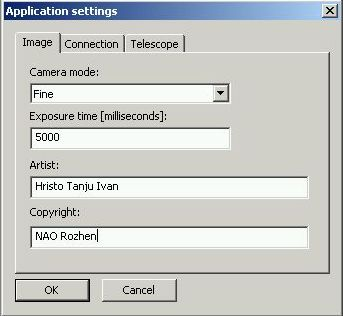 Application settings
Image Connection Telescope
Camera mode:
Fine
Exposure time [milliseconds]:
5000
Artist:
Hristo Tanju Ivan
Copyright:
NAO Rozhen
OK Cancel